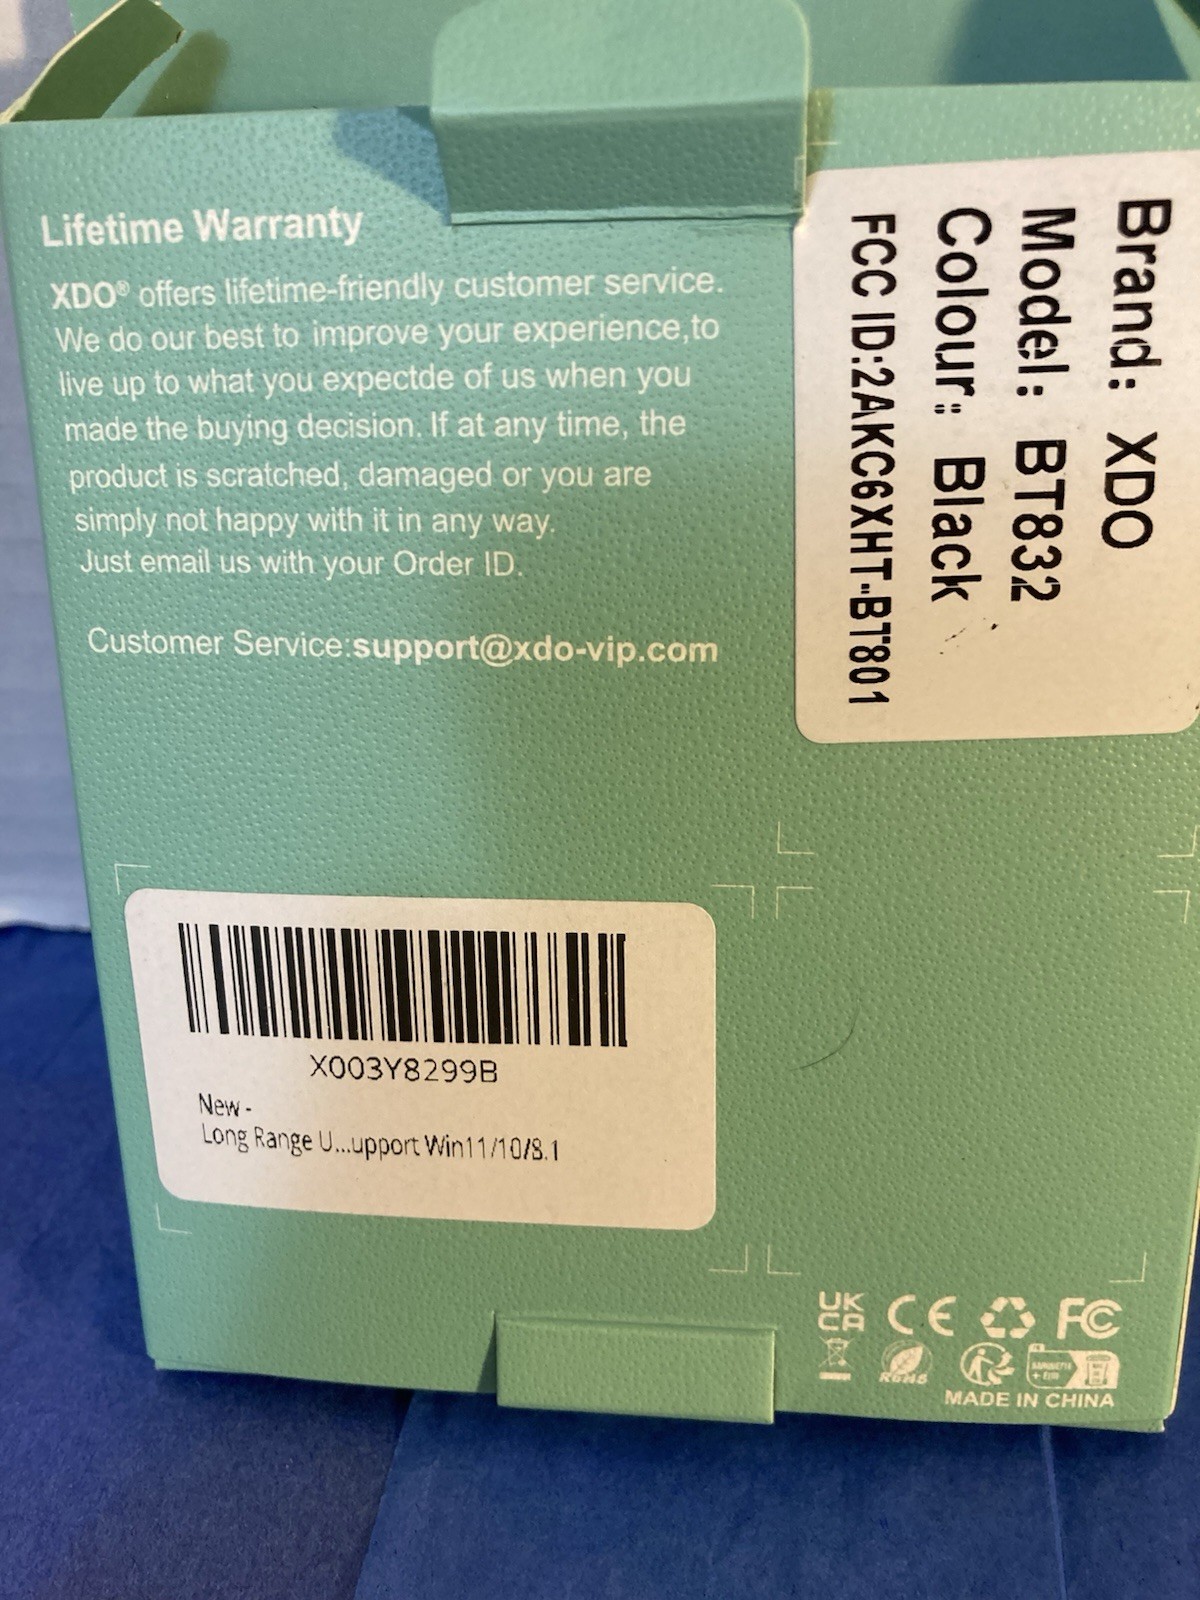 Lifetime Warranty
XDO® offers lifetime-friendly customer service.
We do our best to improve your experience,to
live up to what you expectde of us when you
made the buying decision. If at any time, the
product is scratched, damaged or you are
simply not happy with it in any way.
Just email us with your Order ID.
Customer Service:support@xdo-vip.com
Brand: XDO
Model: BT832
Colour: Black
FCC ID:2AKC6XHT-BT801
X003Y8299B
New -
Long Range U...upport Win11/10/8.1
UK
CA
CE
FC
RoHS
MADE IN CHINA